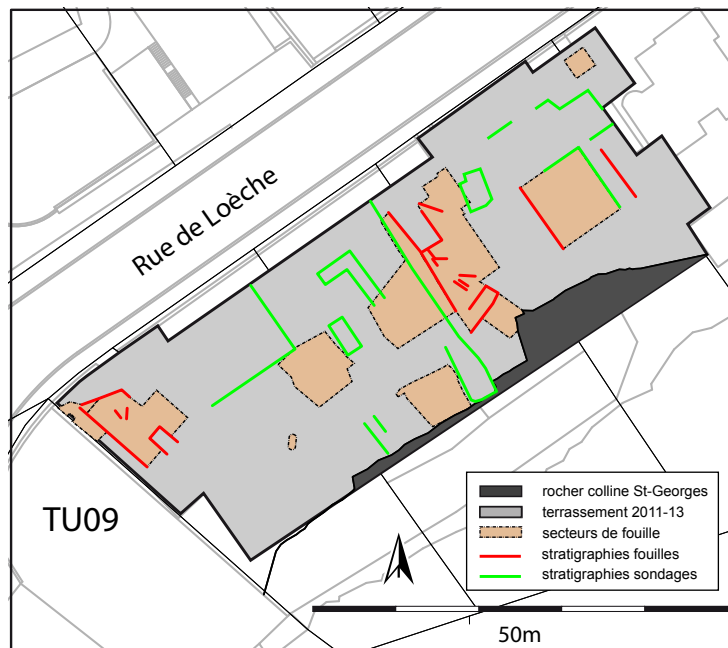 Rue de Loèche
TU09
rocher colline St-Georges
terrassement 2011-13
secteurs de fouille
stratigraphies fouilles
stratigraphies sondages
50m